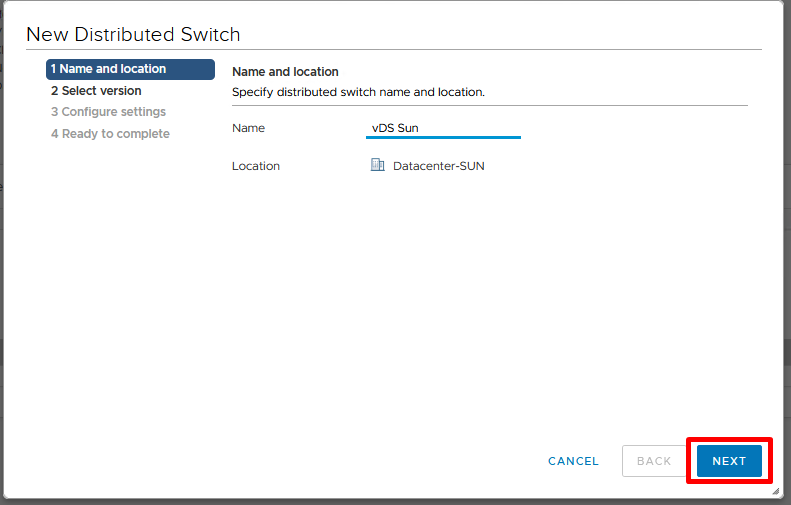 New Distributed Switch
1 Name and location
2 Select version
3 Configure settings
4 Ready to complete
Name and location
Specify distributed switch name and location.
Name
vDS Sun
Location
Datacenter-SUN
CANCEL
BACK
NEXT